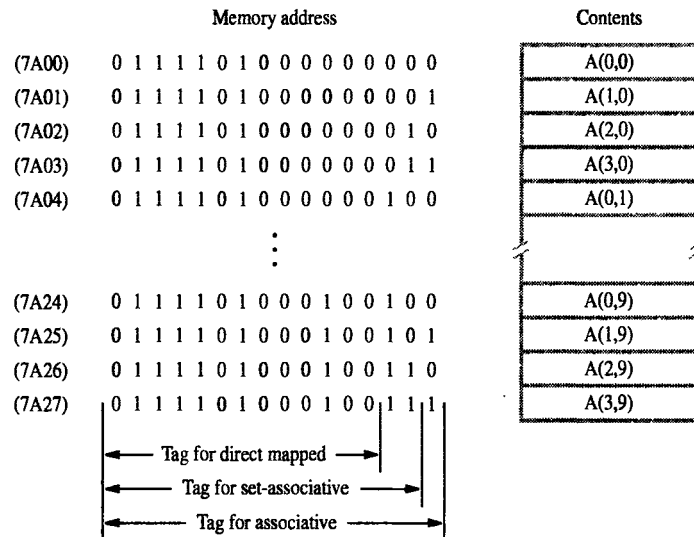 Memory address Contents
(7A00) 0 1 1 1 1 0 1 0 0 0 0 0 0 0 0 0 A(0,0)
(7A01) 0 1 1 1 1 0 1 0 0 0 0 0 0 0 0 1 A(1,0)
(7A02) 0 1 1 1 1 0 1 0 0 0 0 0 0 0 1 0 A(2,0)
(7A03) 0 1 1 1 1 0 1 0 0 0 0 0 0 0 1 1 A(3,0)
(7A04) 0 1 1 1 1 0 1 0 0 0 0 0 0 1 0 0 A(0,1)
(7A24) 0 1 1 1 1 0 1 0 0 0 1 0 0 1 0 0 A(0,9)
(7A25) 0 1 1 1 1 0 1 0 0 0 1 0 0 1 0 1 A(1,9)
(7A26) 0 1 1 1 1 0 1 0 0 0 1 0 0 1 1 0 A(2,9)
(7A27) 0 1 1 1 1 0 1 0 0 0 1 0 0 1 1 1 A(3,9)
Tag for direct mapped
Tag for set-associative
Tag for associative